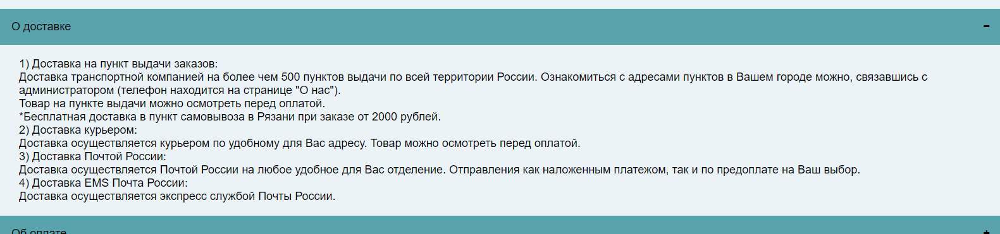 О доставке
1) Доставка на пункт выдачи заказов:
Доставка транспортной компанией на более чем 500 пунктов выдачи по всей территории России. Ознакомиться с адресами пунктов в Вашем городе можно, связавшись с
администратором (телефон находится на странице "О нас").
Товар на пункте выдачи можно осмотреть перед оплатой.
*Бесплатная доставка в пункт самовывоза в Рязани при заказе от 2000 рублей.
2) Доставка курьером:
Доставка осуществляется курьером по удобному для Вас адресу. Товар можно осмотреть перед оплатой.
3) Доставка Почтой России:
Доставка осуществляется Почтой России на любое удобное для Вас отделение. Отправления как наложенным платежом, так и по предоплате на Ваш выбор.
4) Доставка EMS Почта России:
Доставка осуществляется экспресс службой Почты России.
Об оплате